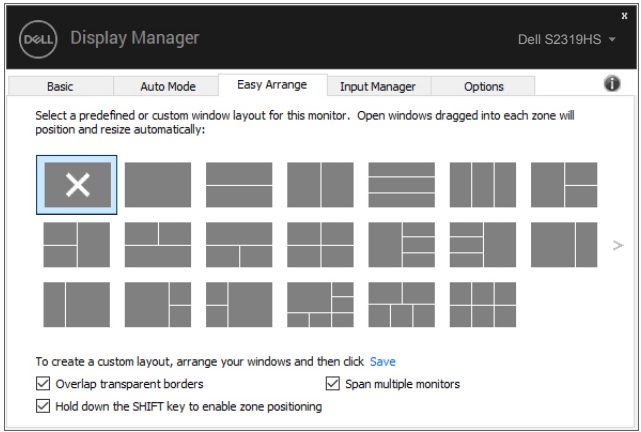 x
DELL Display Manager
Dell S2319HS
Basic Auto Mode Easy Arrange Input Manager Options
Select a predefined or custom window layout for this monitor. Open windows dragged into each zone will
position and resize automatically:
To create a custom layout, arrange your windows and then click Save
Overlap transparent borders Span multiple monitors
Hold down the SHIFT key to enable zone positioning